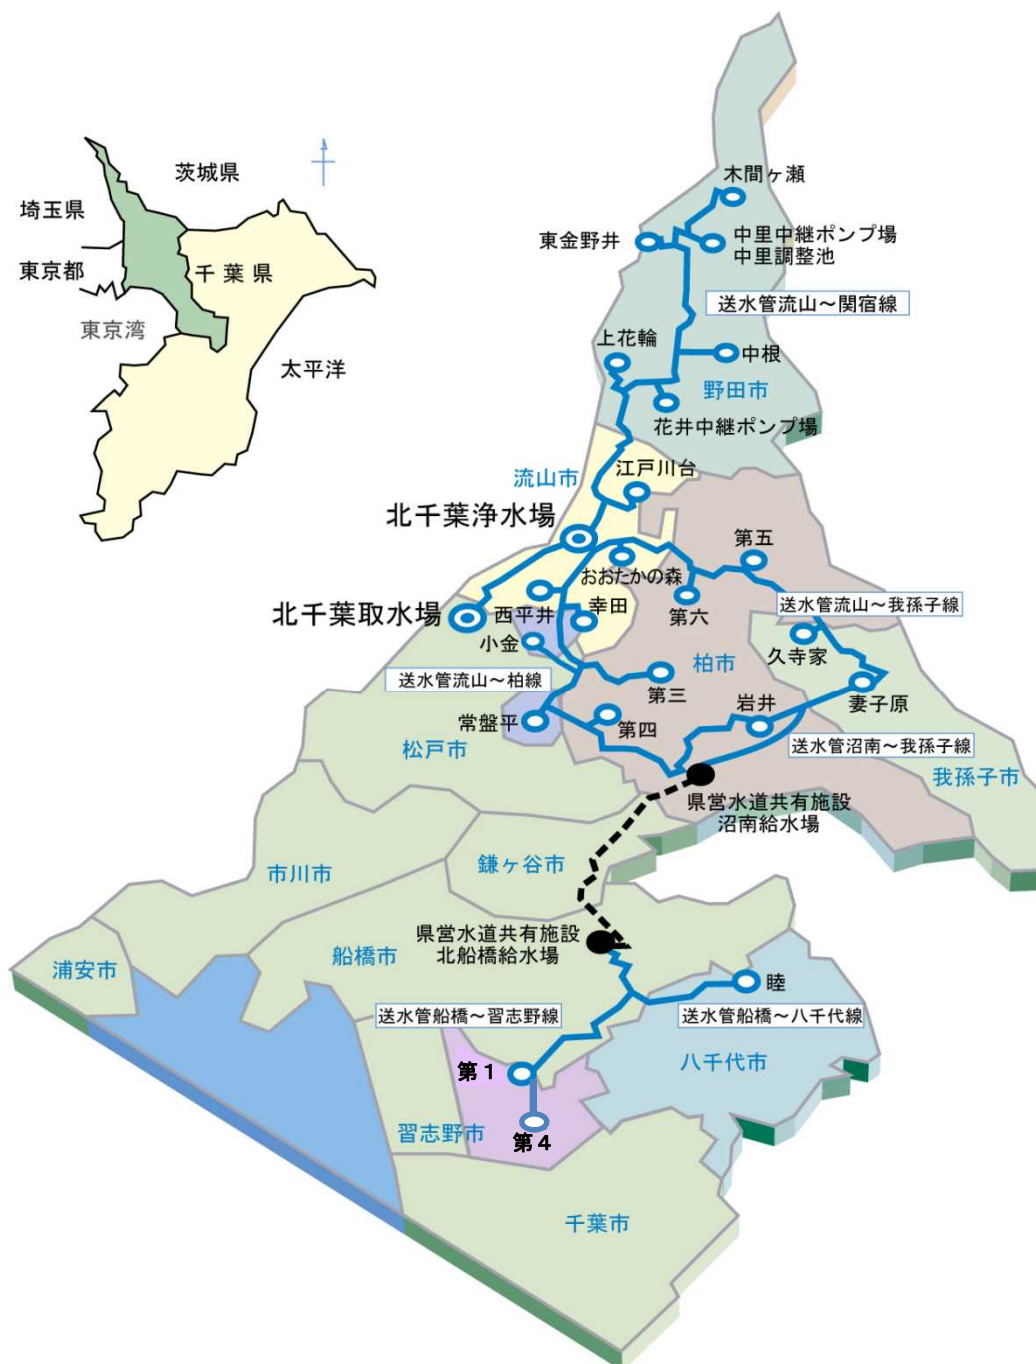 茨城県
埼玉県
東京都
千葉県
東京湾
太平洋
木間ヶ瀬
東金野井
中里中継ポンプ場
中里調整池
送水管流山～関宿線
上花輪
中根
野田市
花井中継ポンプ場
江戸川台
流山市
北千葉浄水場
第五
おおたかの森
北千葉取水場
西平井
幸田
第六
送水管流山～我孫子線
小金
柏市
久寺家
送水管流山～柏線
第三
岩井
妻子原
常盤平
第四
松戸市
送水管沼南～我孫子線
我孫子市
県営水道共有施設
沼南給水場
市川市
鎌ヶ谷市
県営水道共有施設
北船橋給水場
船橋市
浦安市
睦
送水管船橋～習志野線
送水管船橋～八千代線
八千代市
第１
習志野市
第４
千葉市